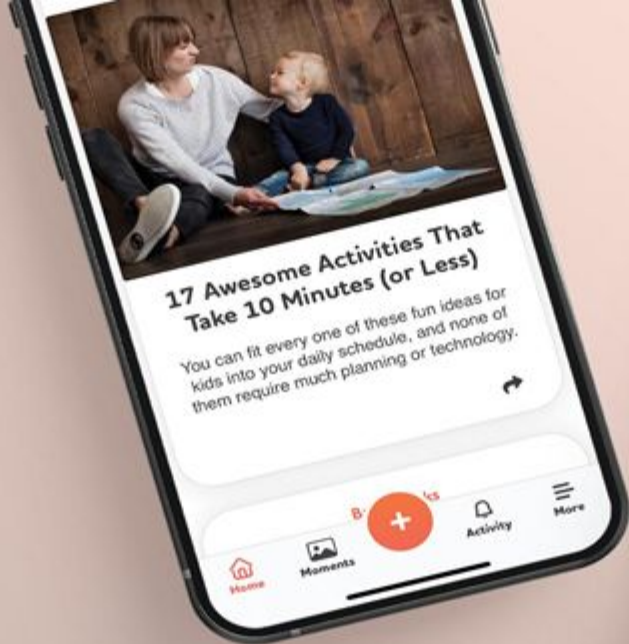 17 Awesome Activities That
Take 10 Minutes (or Less)
You can fit every one of these fun ideas for
kids into your daily schedule, and none of
them require much planning or technology.
Home
Moments
+
Activity
More